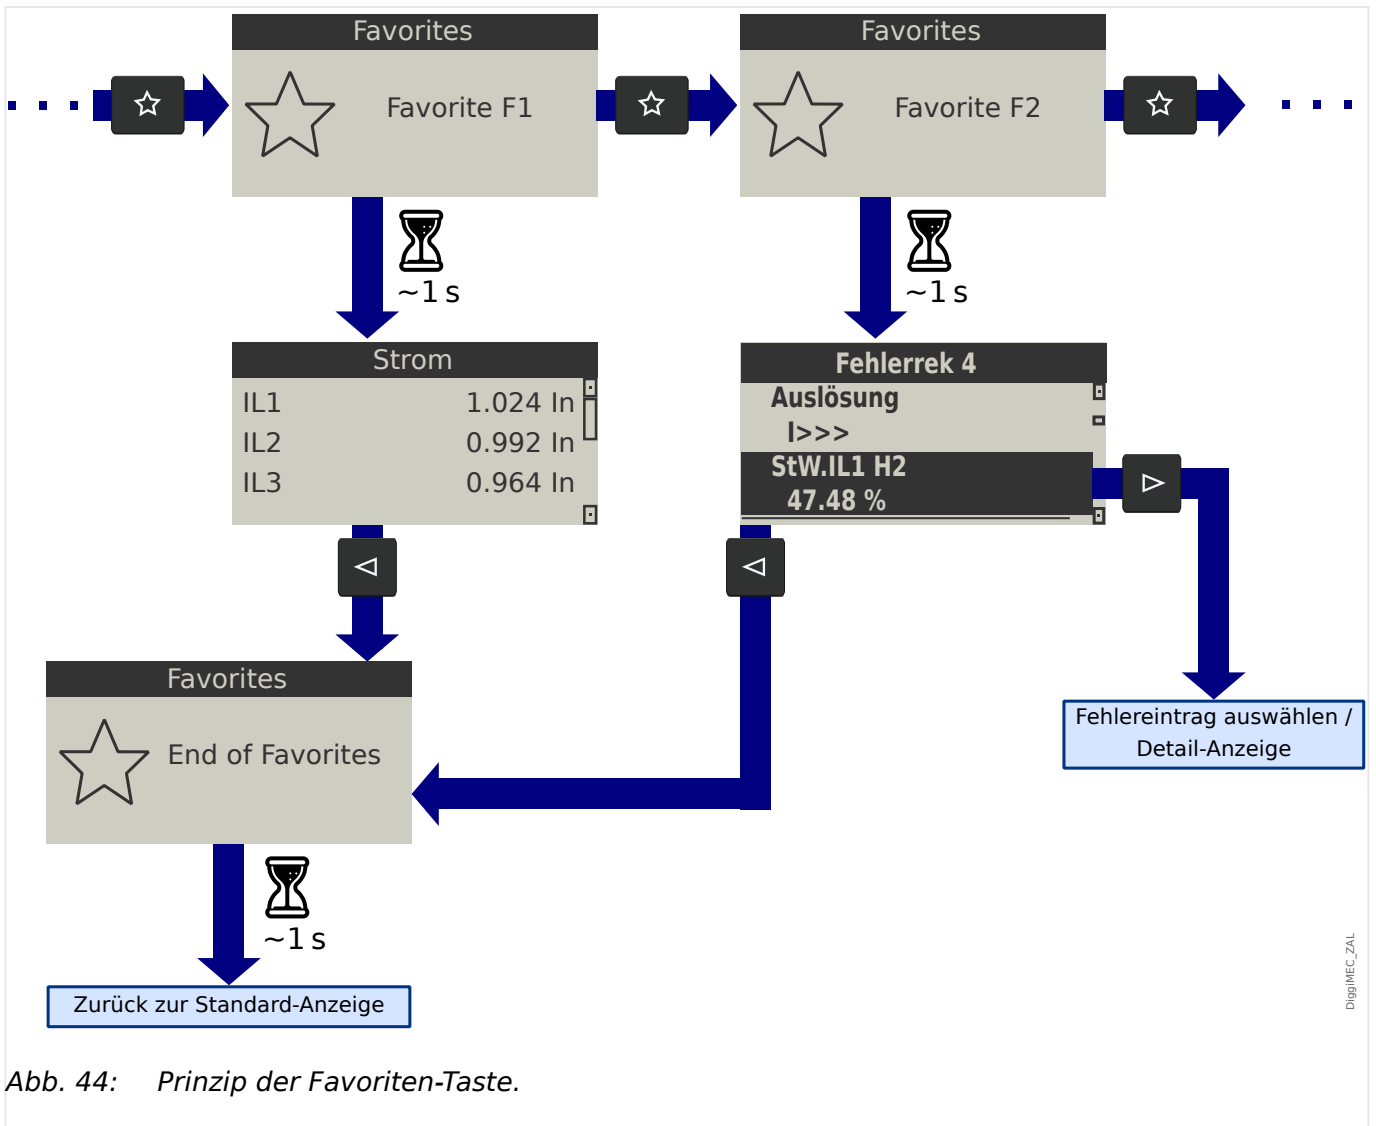 Favorites
Favorite F1
Favorites
Favorite F2
~1 s
~1 s
Strom
IL1 1.024 In
IL2 0.992 In
IL3 0.964 In
Fehlerrek 4
Auslösung
I>>>
StW.IL1 H2
47.48 %
Favorites
End of Favorites
Fehlereintrag auswählen /
Detail-Anzeige
~1 s
Zurück zur Standard-Anzeige
DiggiMEC_ZAL
Abb. 44: Prinzip der Favoriten-Taste.